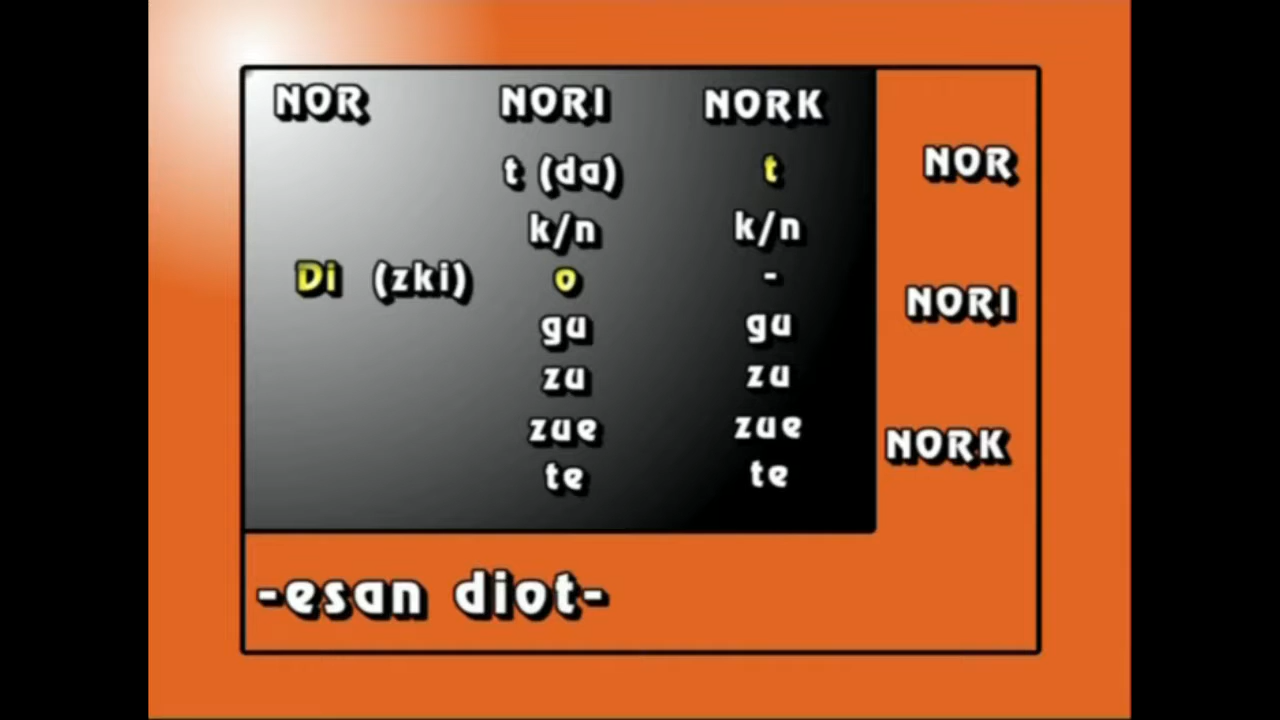 NOR NORI NORK
t (da) t
k/n k/n
Di (zki) o -
gu gu
zu zu
zue zue
te te
NOR
NORI
NORK
-esan diot-